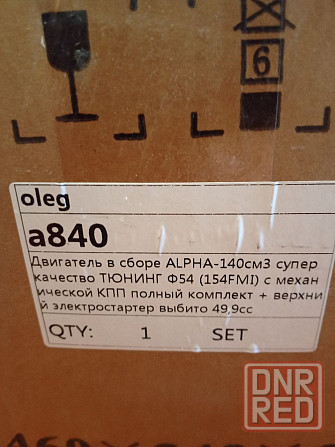 6
oleg
a840
Двигатель в сборе ALPHA-140см3 супер
качество ТЮНИНГ Ф54 (154FMI) с механ
ической КПП полный комплект + верхни
й электростартер выбито 49,9сс
QTY: 1 SET
DNR
RED